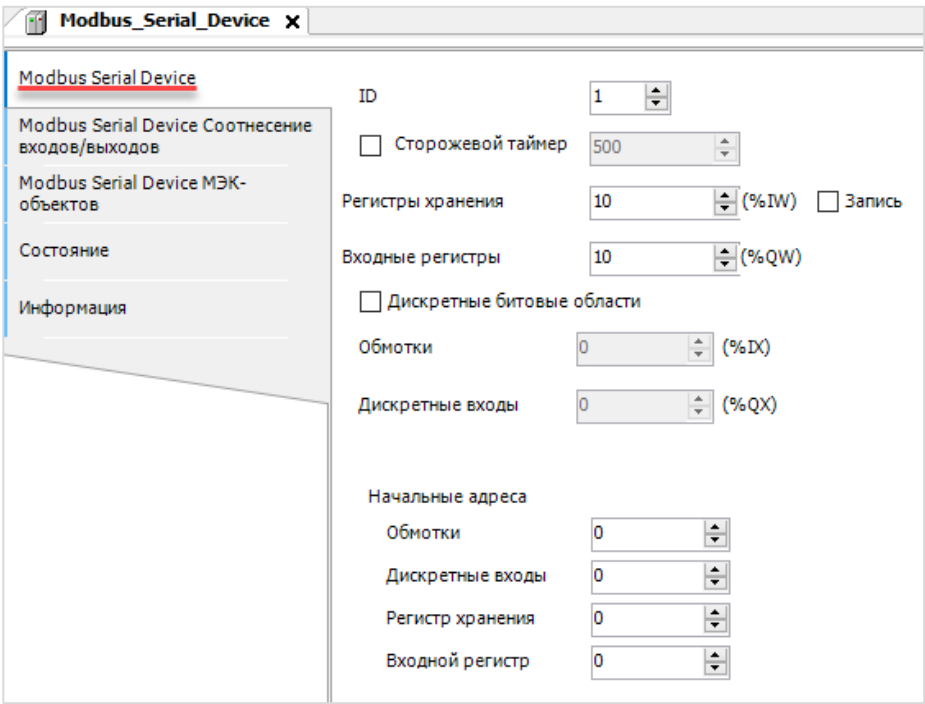 Modbus_Serial_Device X
Modbus Serial Device
Modbus Serial Device Соотнесение
входов/выходов
Modbus Serial Device МЭК-
объектов
Состояние
Информация
ID 1
Сторожевой таймер 500
Регистры хранения 10 (%IW) Запись
Входные регистры 10 (%QW)
Дискретные битовые области
Обмотки 0 (%IX)
Дискретные входы 0 (%QX)
Начальные адреса
Обмотки 0
Дискретные входы 0
Регистр хранения 0
Входной регистр 0